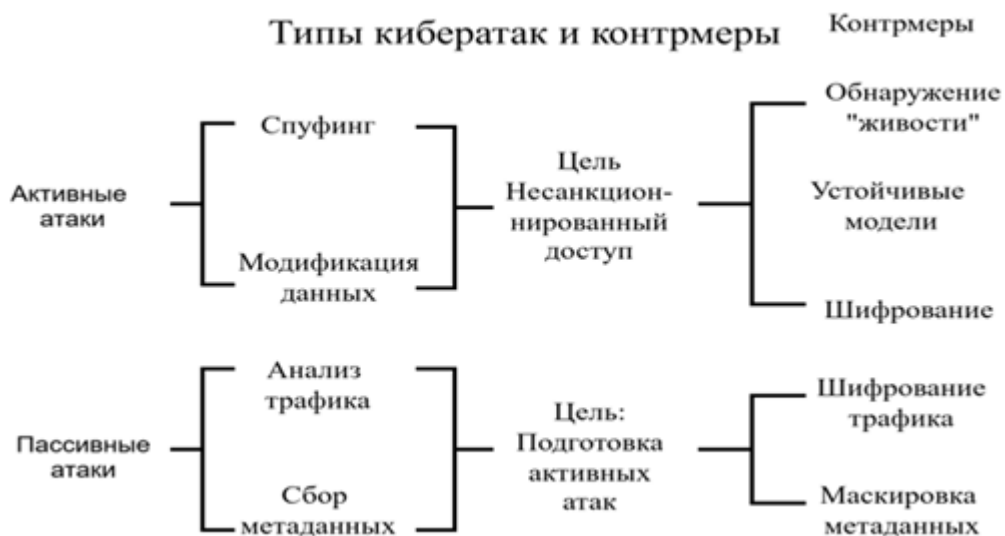 Типы кибератак и контрмеры
Контрмеры
Активные
атаки
Спуфинг
Модификация
данных
Цель
Несанкцион-
нированный
доступ
Обнаружение
"живости"
Устойчивые
модели
Шифрование
Пассивные
атаки
Анализ
трафика
Сбор
метаданных
Цель:
Подготовка
активных
атак
Шифрование
трафика
Маскировка
метаданных